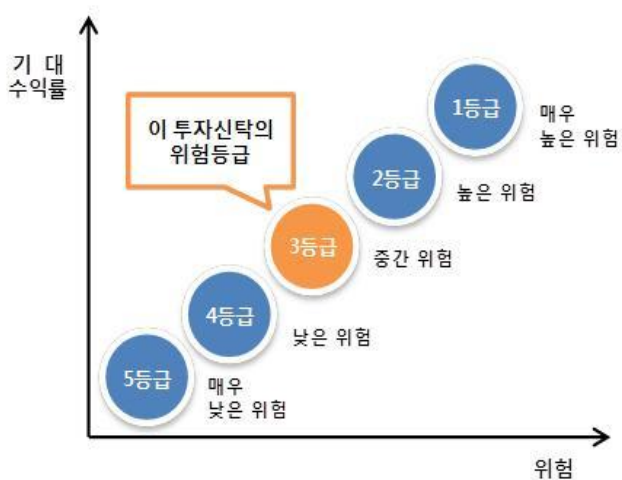 기 대
수익률
이 투자신탁의
위험등급
1등급
매우
높은 위험
2등급
높은 위험
3등급
중간 위험
4등급
낮은 위험
5등급
매우
낮은 위험
위험